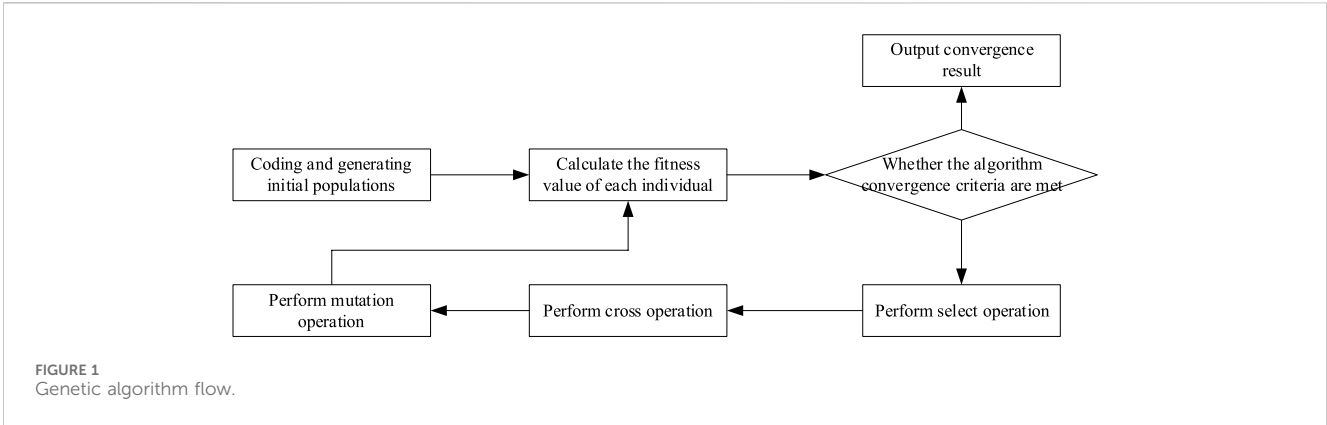 Output convergence
result
Coding and generating
initial populations
Calculate the fitness
value of each individual
Whether the algorithm
convergence criteria are met
Perform mutation
operation
Perform cross operation
Perform select operation
FIGURE 1
Genetic algorithm flow.